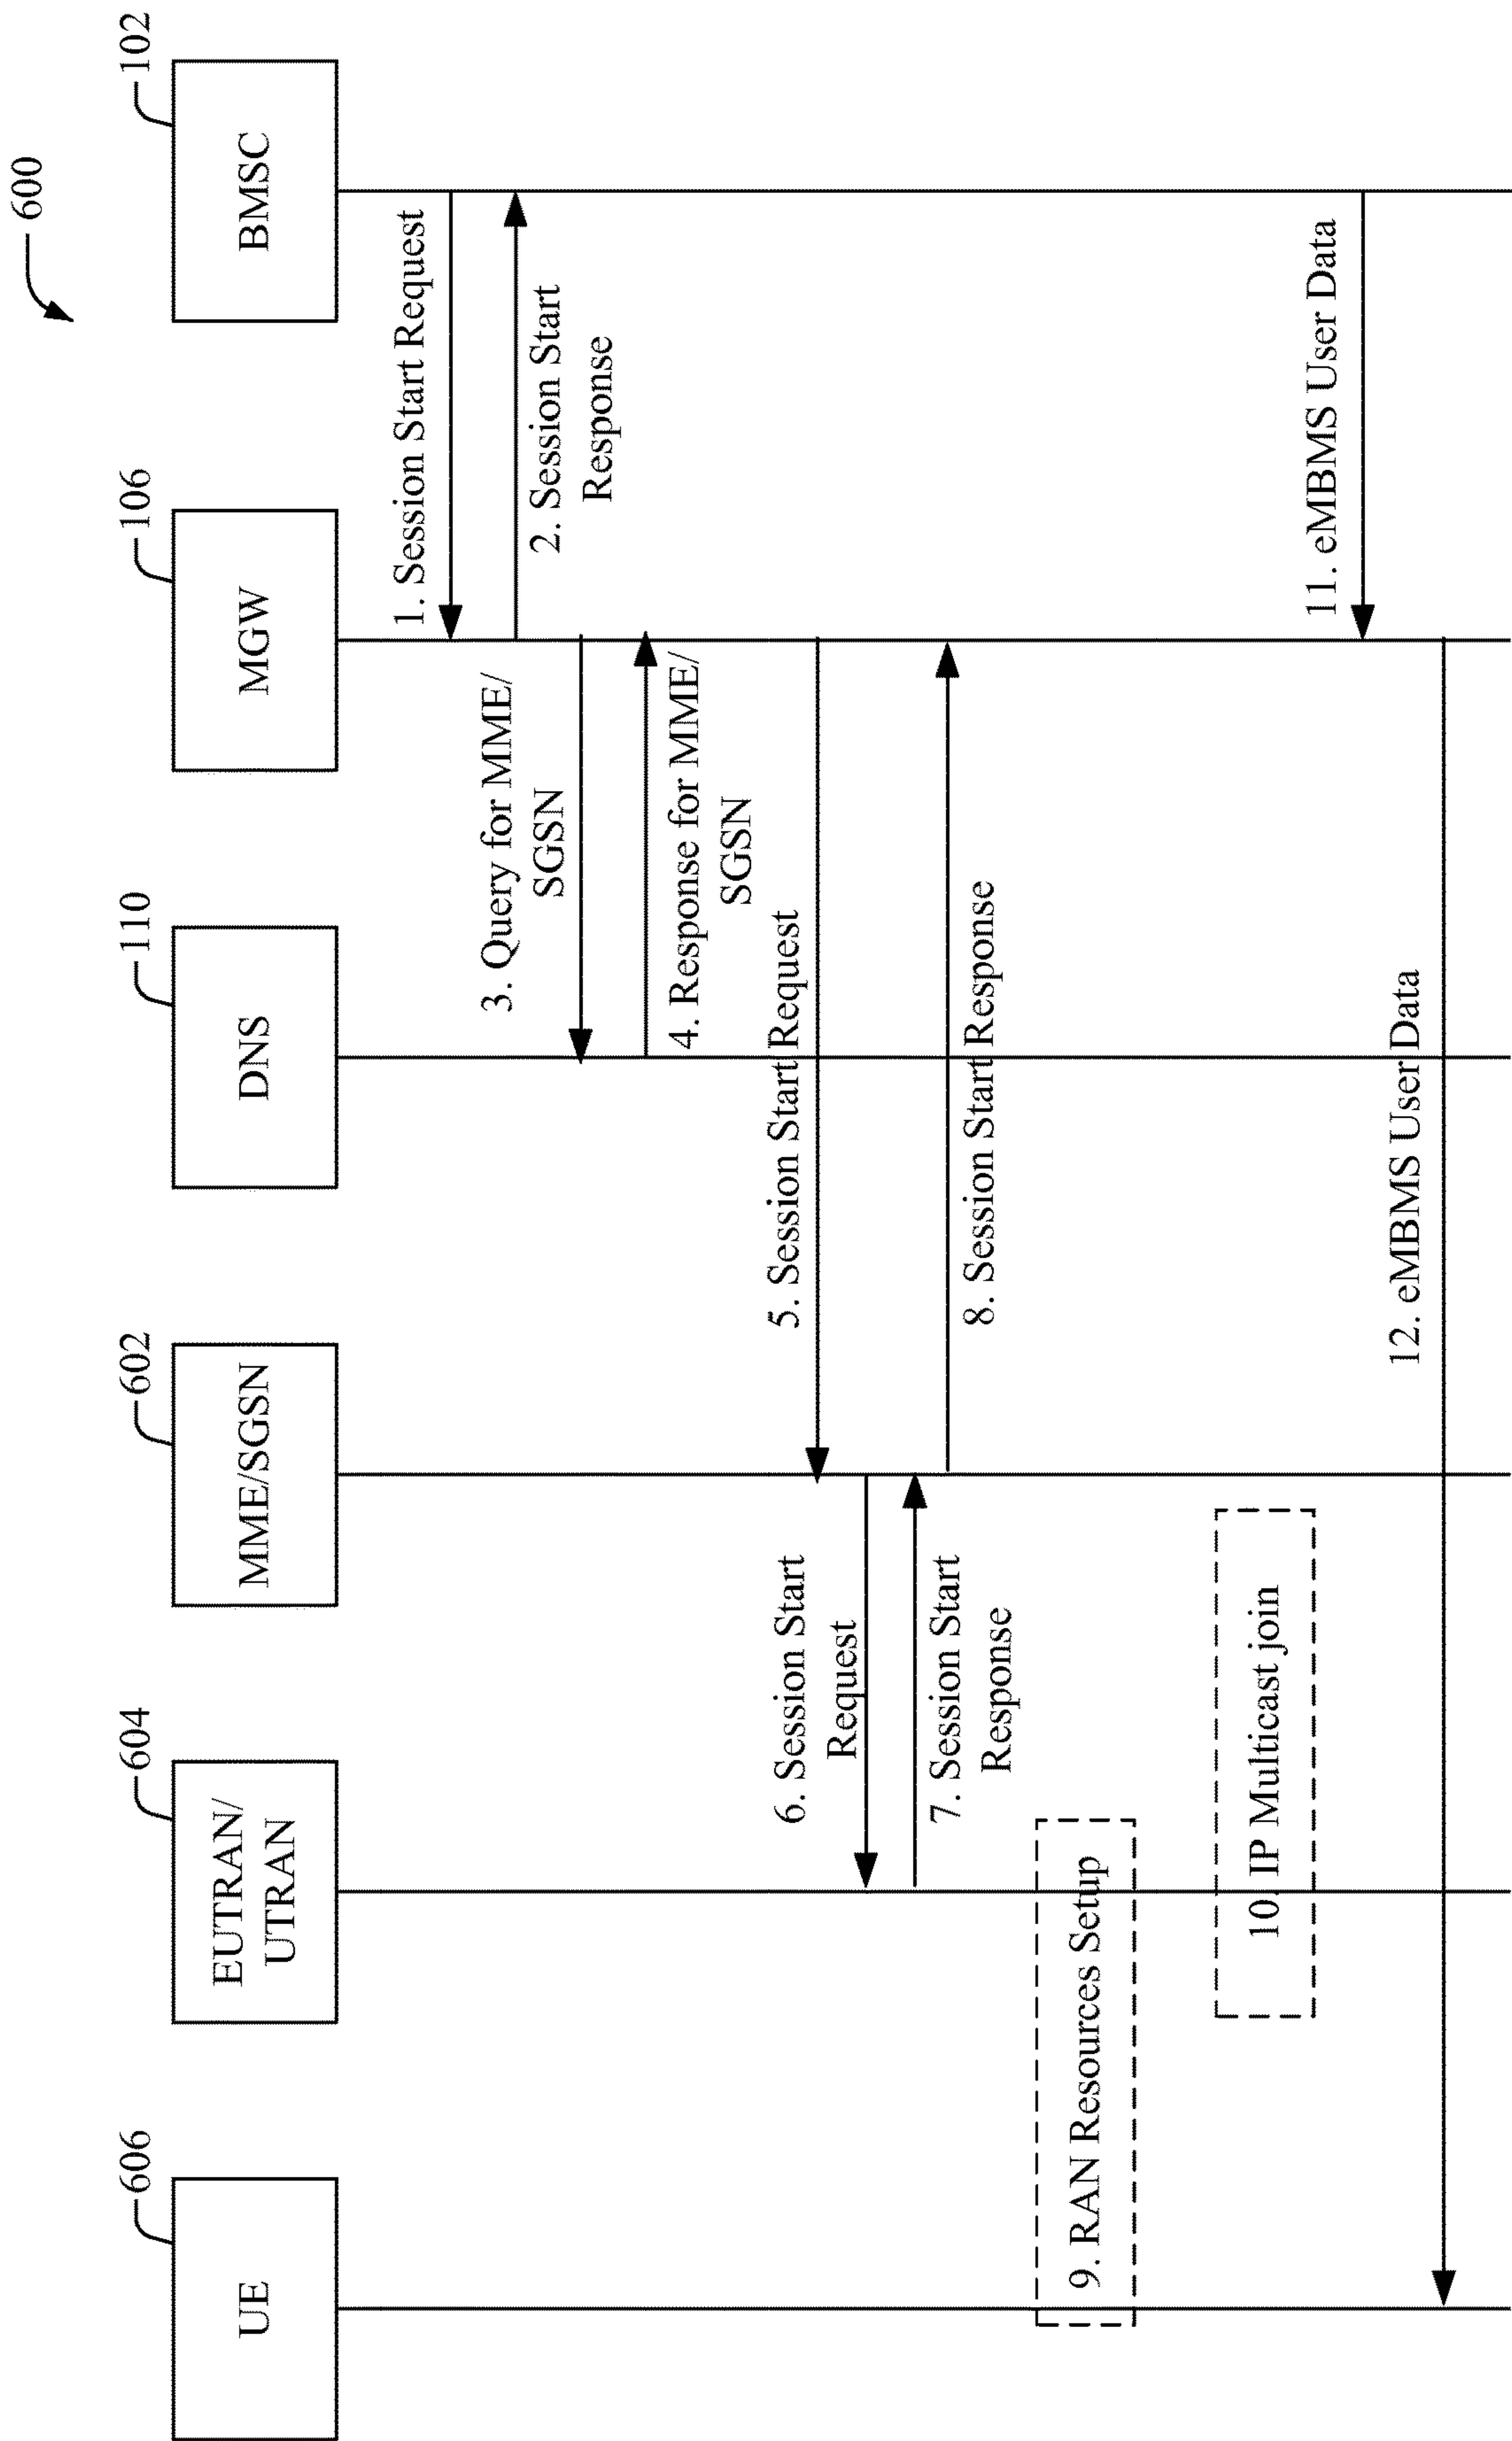 600
606
604
602
110
106
102
UE
EUTRAN/
UTRAN
MME/SGSN
DNS
MGW
BMSC
1. Session Start Request
2. Session Start
Response
3. Query for MME/
SGSN
4. Response for MME/
SGSN
5. Session Start Request
6. Session Start
Request
7. Session Start
Response
8. Session Start Response
9. RAN Resources Setup
10. IP Multicast join
11. eMBMS User Data
12. eMBMS User Data